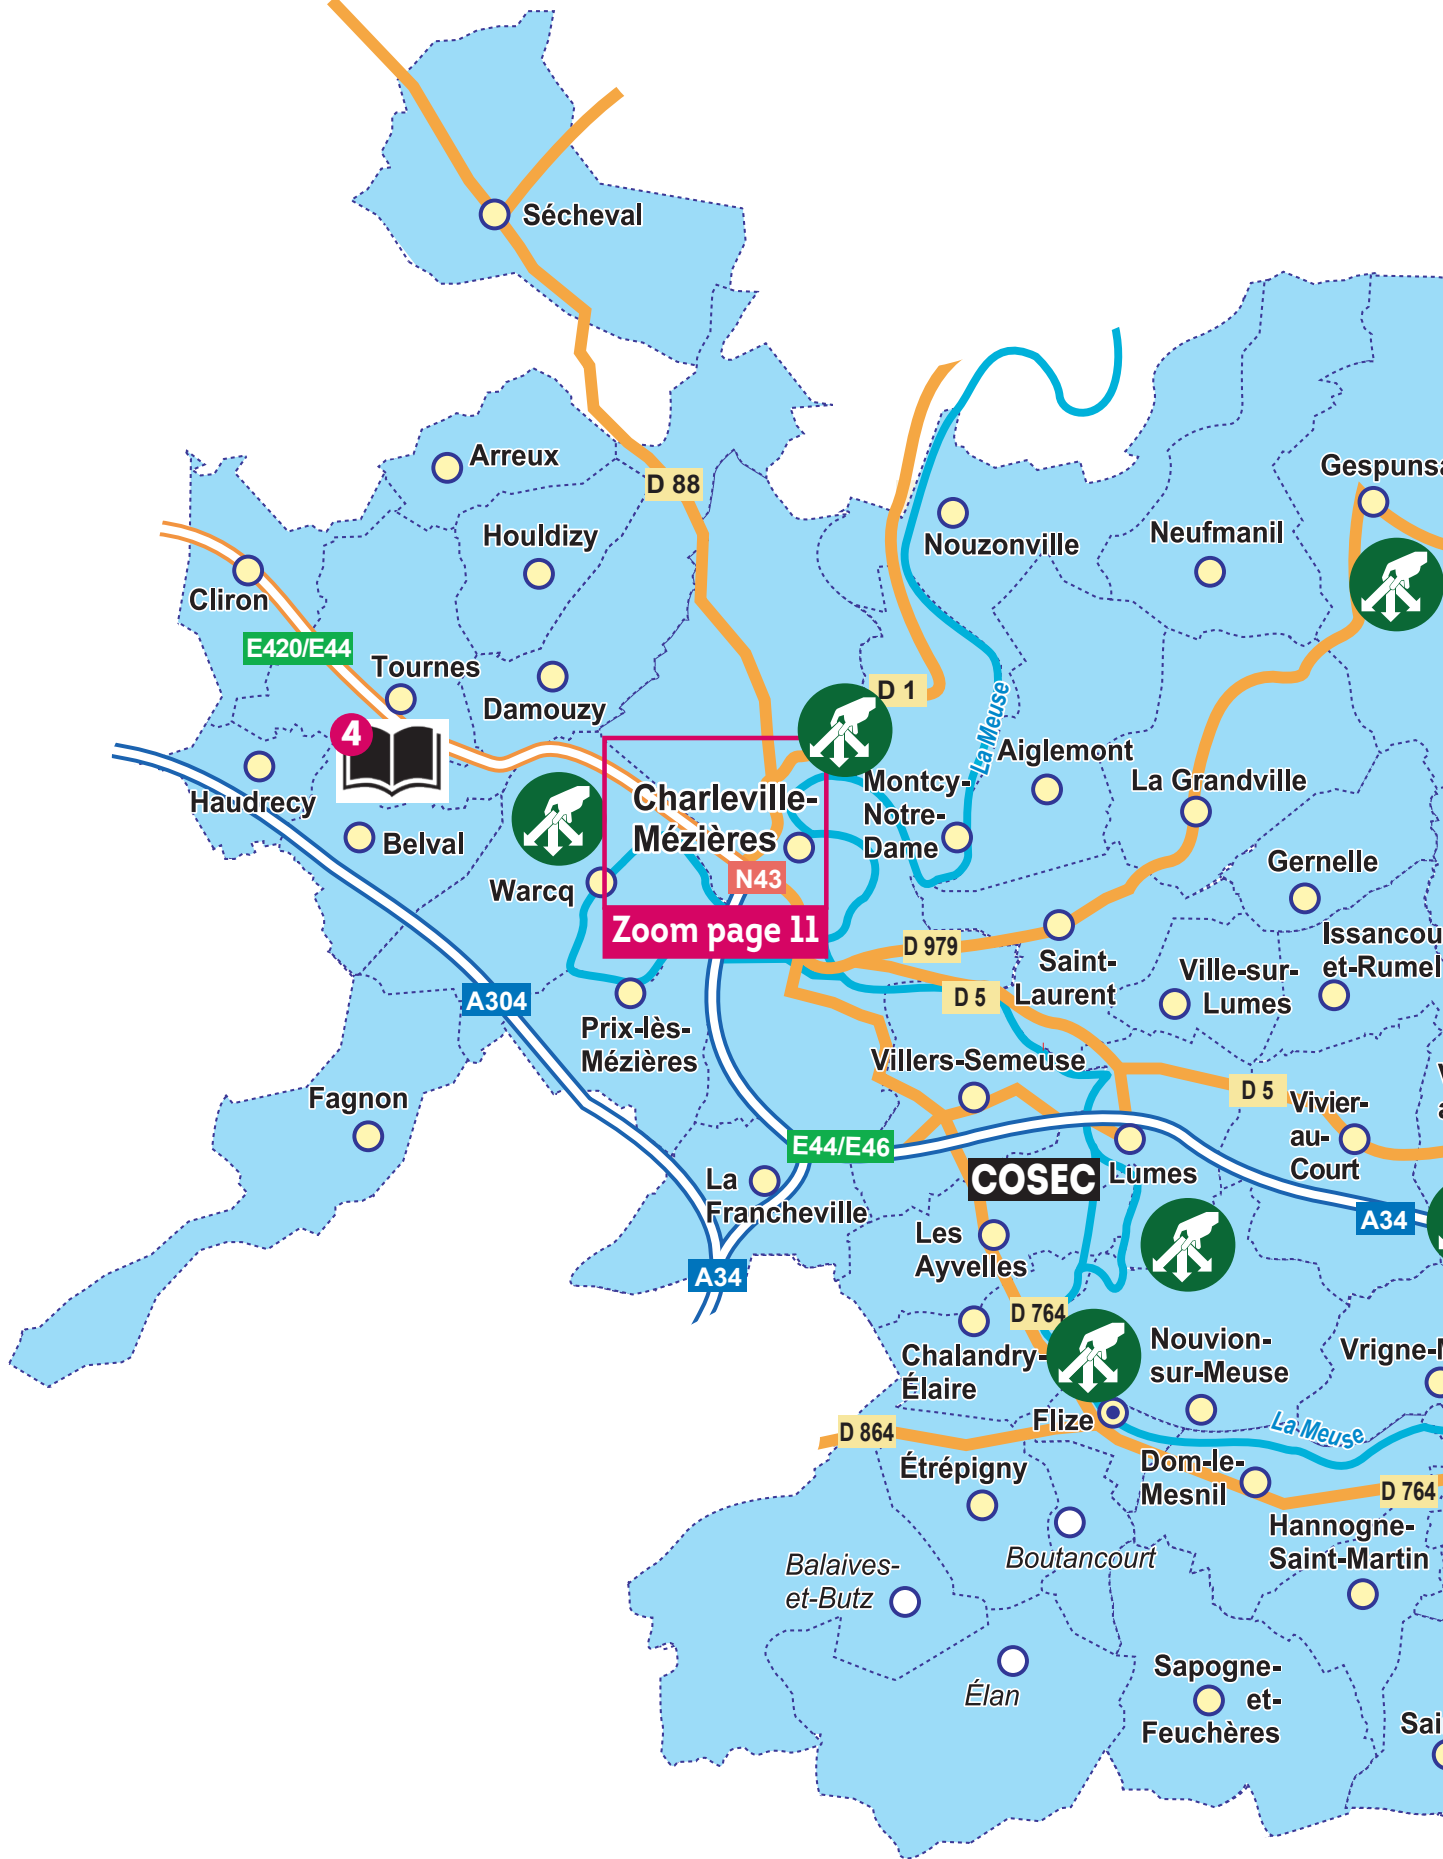 Sécheval
Arreux
D 88
Gespunsa
Houldizy
Nouzonville
Neufmanil
Cliron
E420/E44
Tournes
Damouzy
D 1
La Meuse
4
Aiglemont
Montcy-
Notre-
Dame
La Grandville
Haudrecy
Charleville-
Mézières
Belval
N43
Warcq
Gernelle
Zoom page 11
D 979
Issancou
et-Rumel
Saint-
Laurent
Ville-sur-
Lumes
A304
D 5
Prix-lès-
Mézières
Villers-Semeuse
Fagnon
D 5
Vivier-
au-
Court
E44/E46
COSEC
Lumes
La
Francheville
A34
Les
Ayvelles
A34
D 764
Chalandry-
Élaire
Nouvion-
sur-Meuse
Vrigne-M
Flize
La Meuse
D 864
Étrépigny
Dom-le-
Mesnil
D 764
Hannogne-
Saint-Martin
Boutancourt
Balaives-
et-Butz
Élan
Sapogne-
et-
Feuchères
Sai